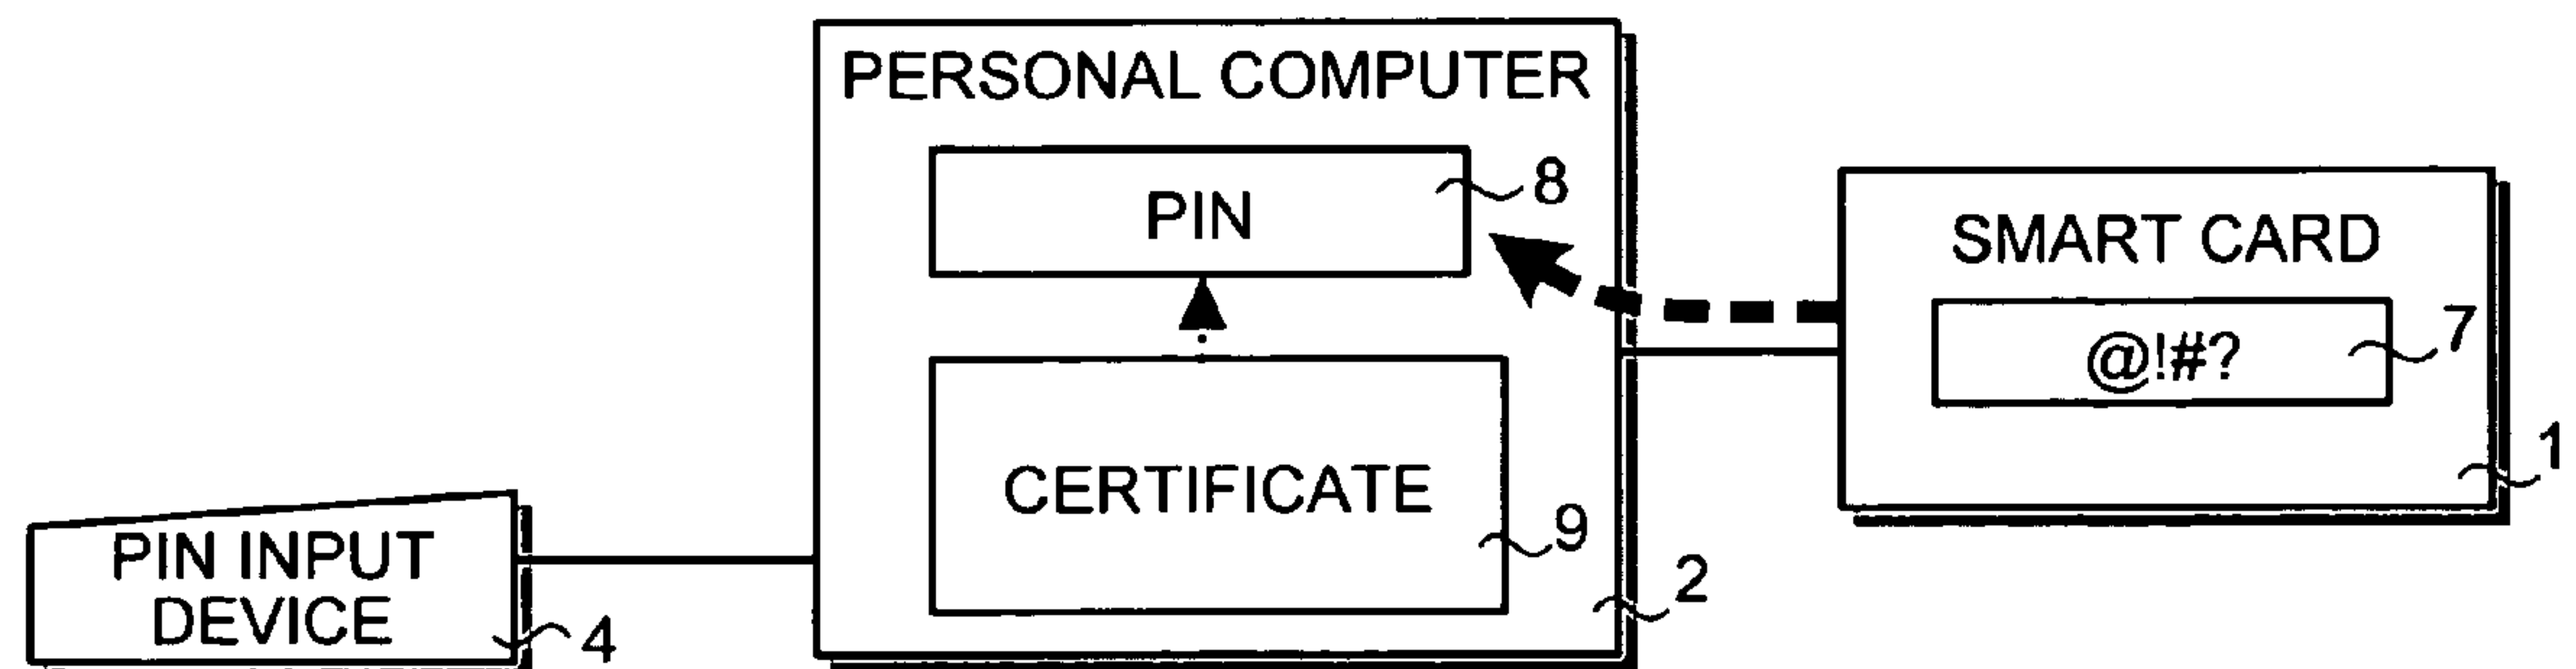 PERSONAL COMPUTER
PIN
8
CERTIFICATE
9
2
SMART CARD
@!#?
7
1
PIN INPUT
DEVICE
4